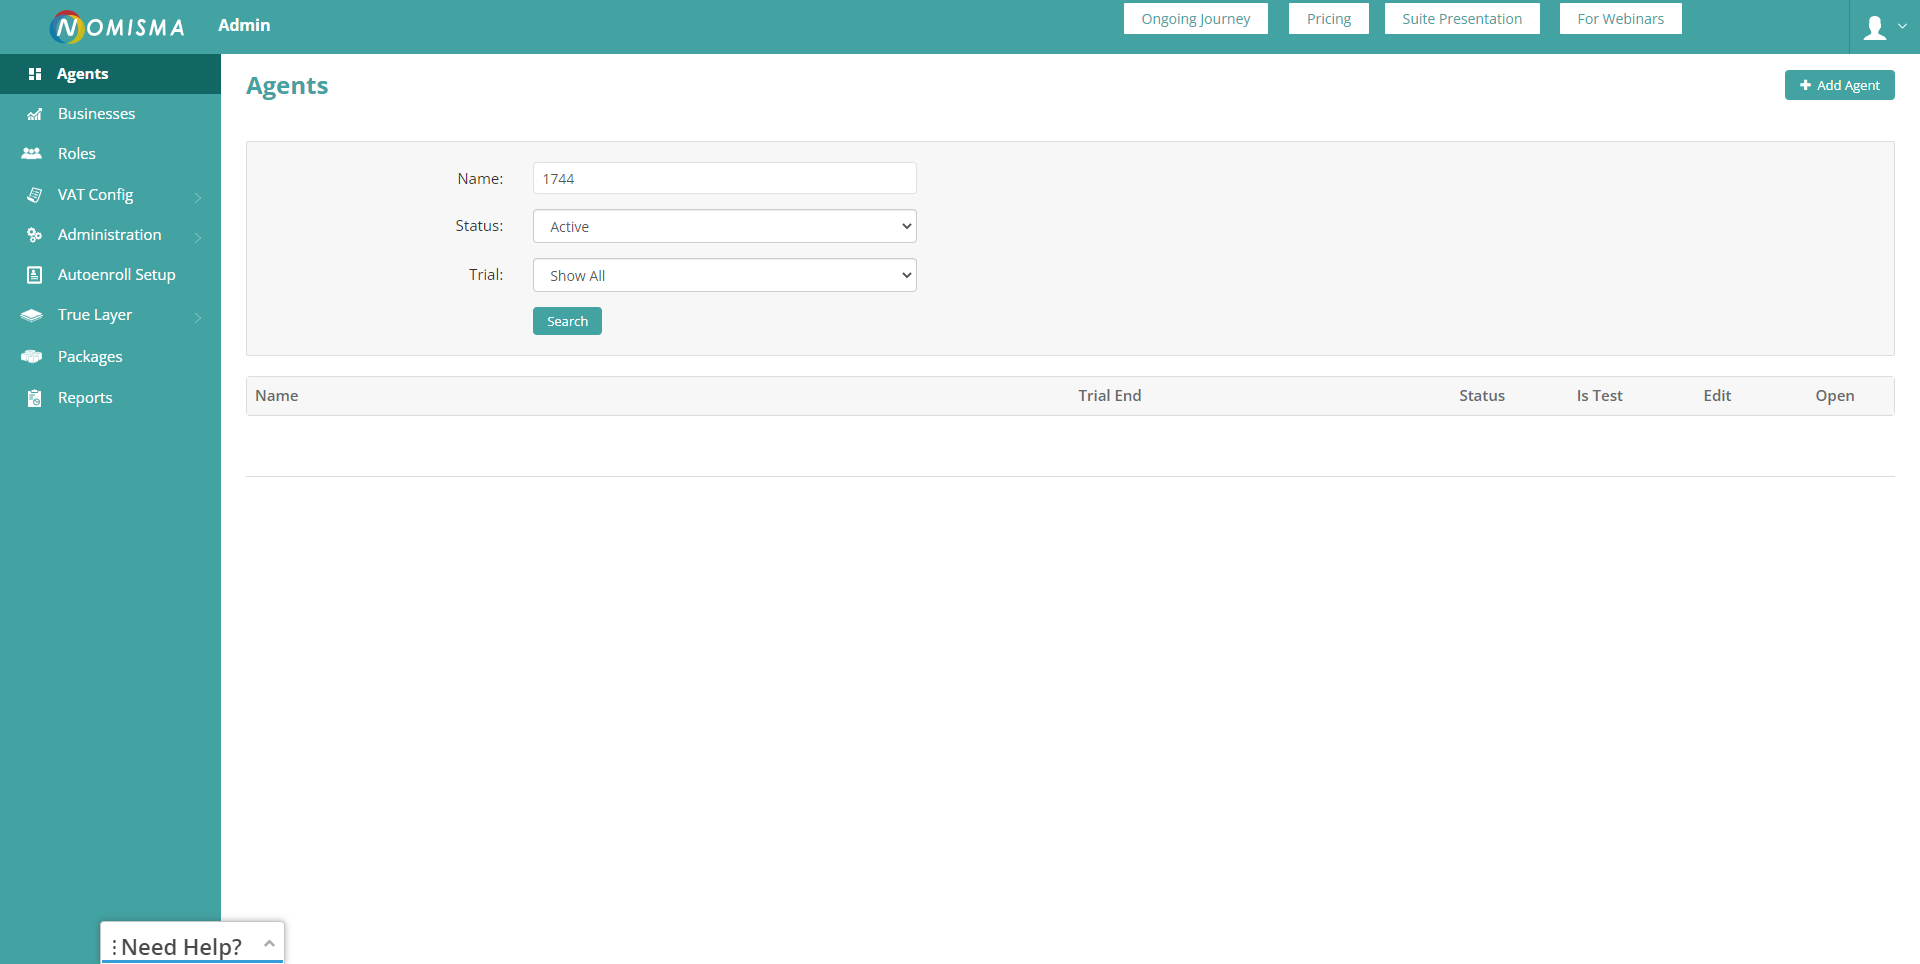 NOMISMA Admin Ongoing Journey Pricing Suite Presentation For Webinars
Agents
Businesses
Roles
VAT Config
Administration
Autoenroll Setup
True Layer
Packages
Reports
Agents
Add Agent
Name: 1744
Status: Active
Trial: Show All
Search
Name Trial End Status Is Test Edit Open
Need Help?